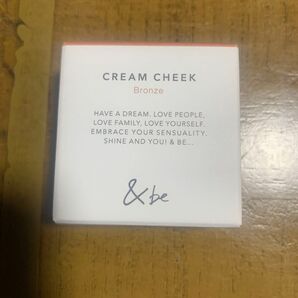 CREAM CHEEK
Bronze
HAVE A DREAM. LOVE PEOPLE,
LOVE FAMILY, LOVE YOURSELF.
EMBRACE YOUR SENSUALITY.
SHINE AND YOU! & BE...
&be